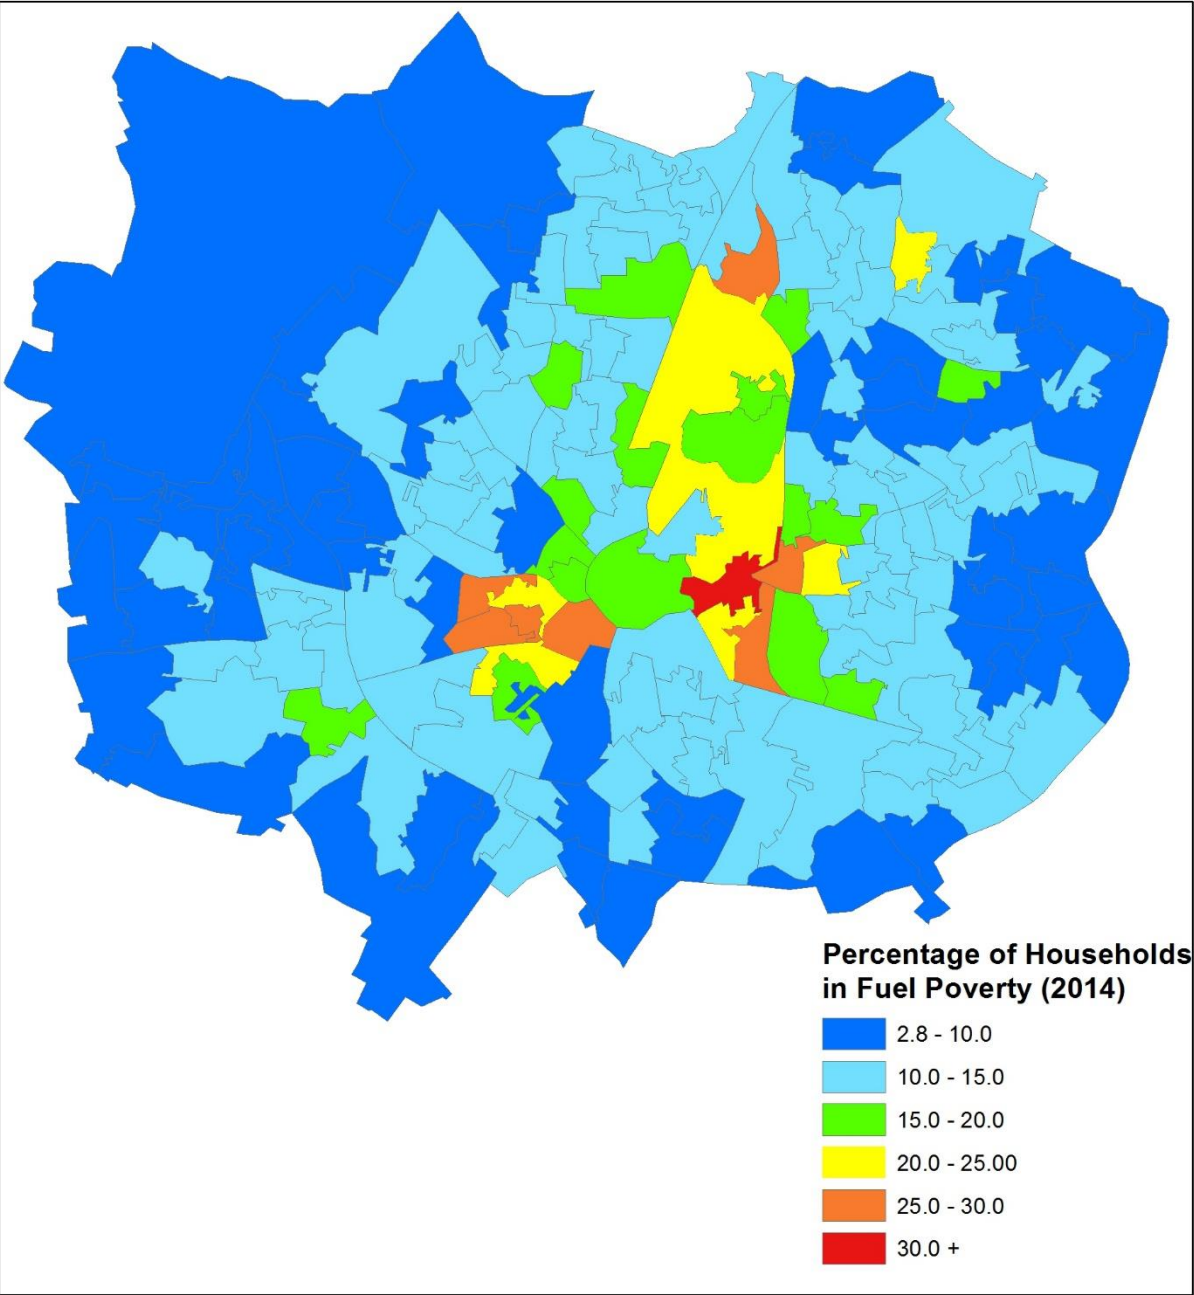 Percentage of Households
in Fuel Poverty (2014)
2.8 - 10.0
10.0 - 15.0
15.0 - 20.0
20.0 - 25.00
25.0 - 30.0
30.0 +